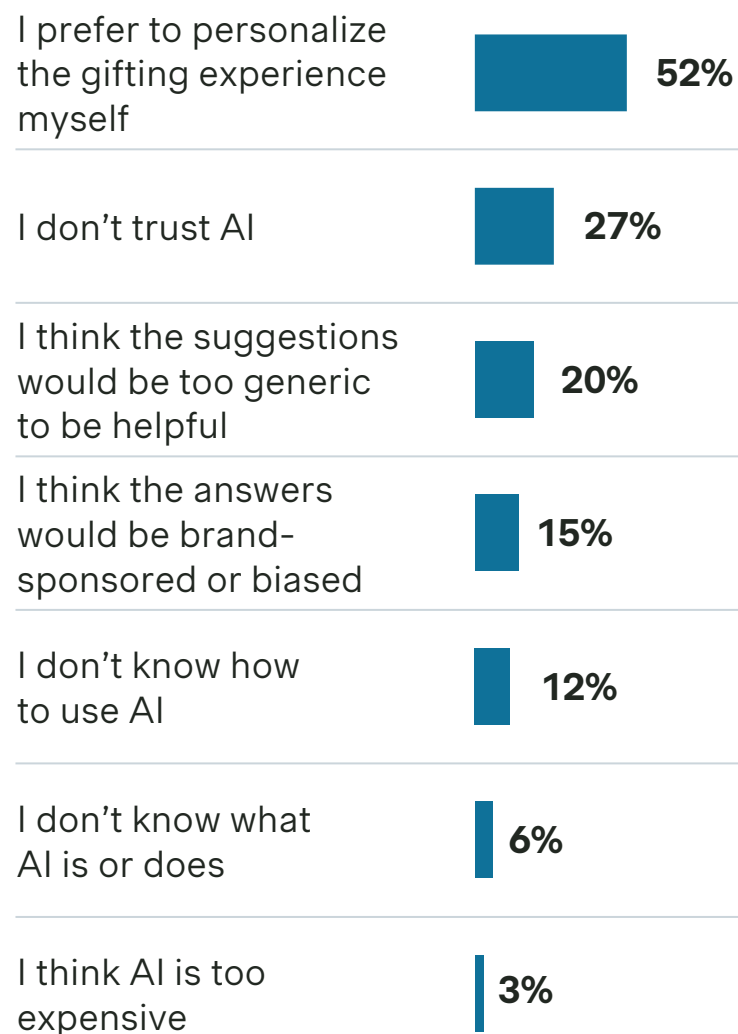 I prefer to personalize
the gifting experience
myself
52%
I don’t trust AI
27%
I think the suggestions
would be too generic
to be helpful
20%
I think the answers
would be brand-
sponsored or biased
15%
I don’t know how
to use AI
12%
I don’t know what
AI is or does
6%
I think AI is too
expensive
3%